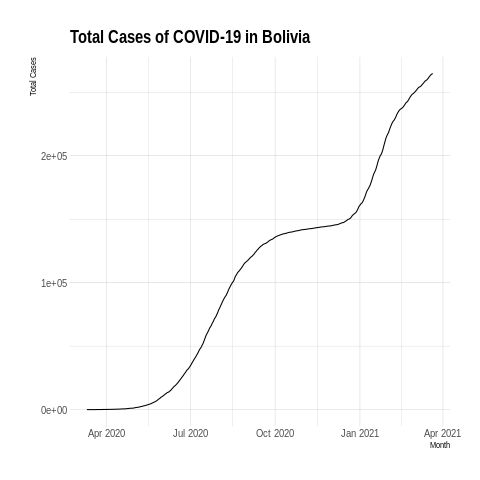 Total Cases of COVID-19 in Bolivia
Total Cases
2e+05
1e+05
0e+00
Apr 2020 Jul 2020 Oct 2020 Jan 2021 Apr 2021
Month